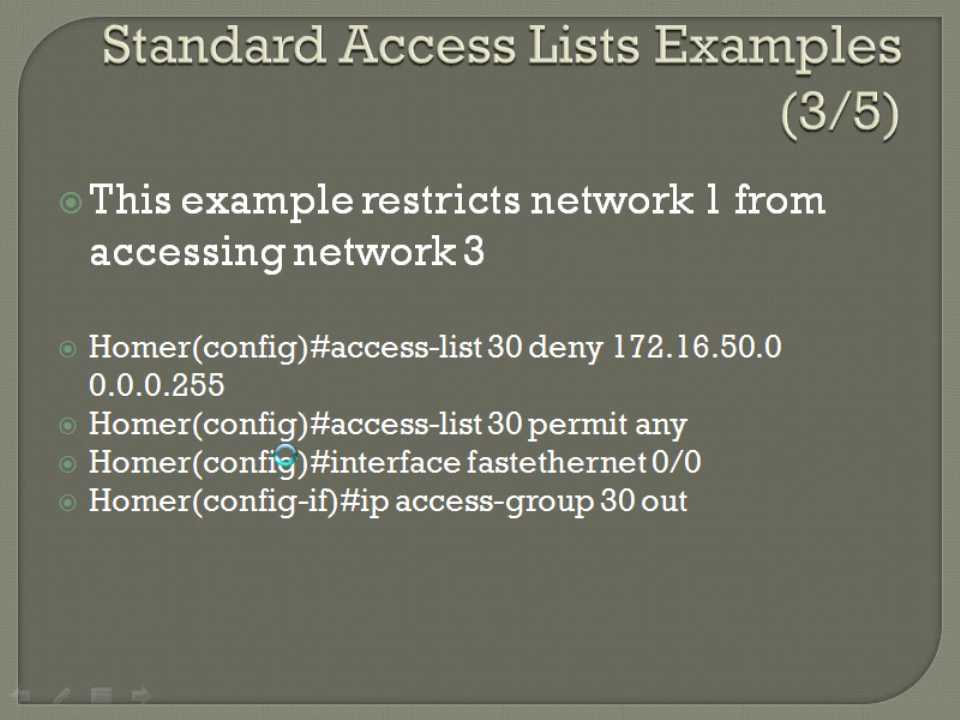 Standard Access Lists Examples
(3/5)
This example restricts network 1 from
accessing network 3
Homer(config)#access-list 30 deny 172.16.50.0
0.0.0.255
Homer(config)#access-list 30 permit any
Homer(config)#interface fastethernet 0/0
Homer(config-if)#ip access-group 30 out